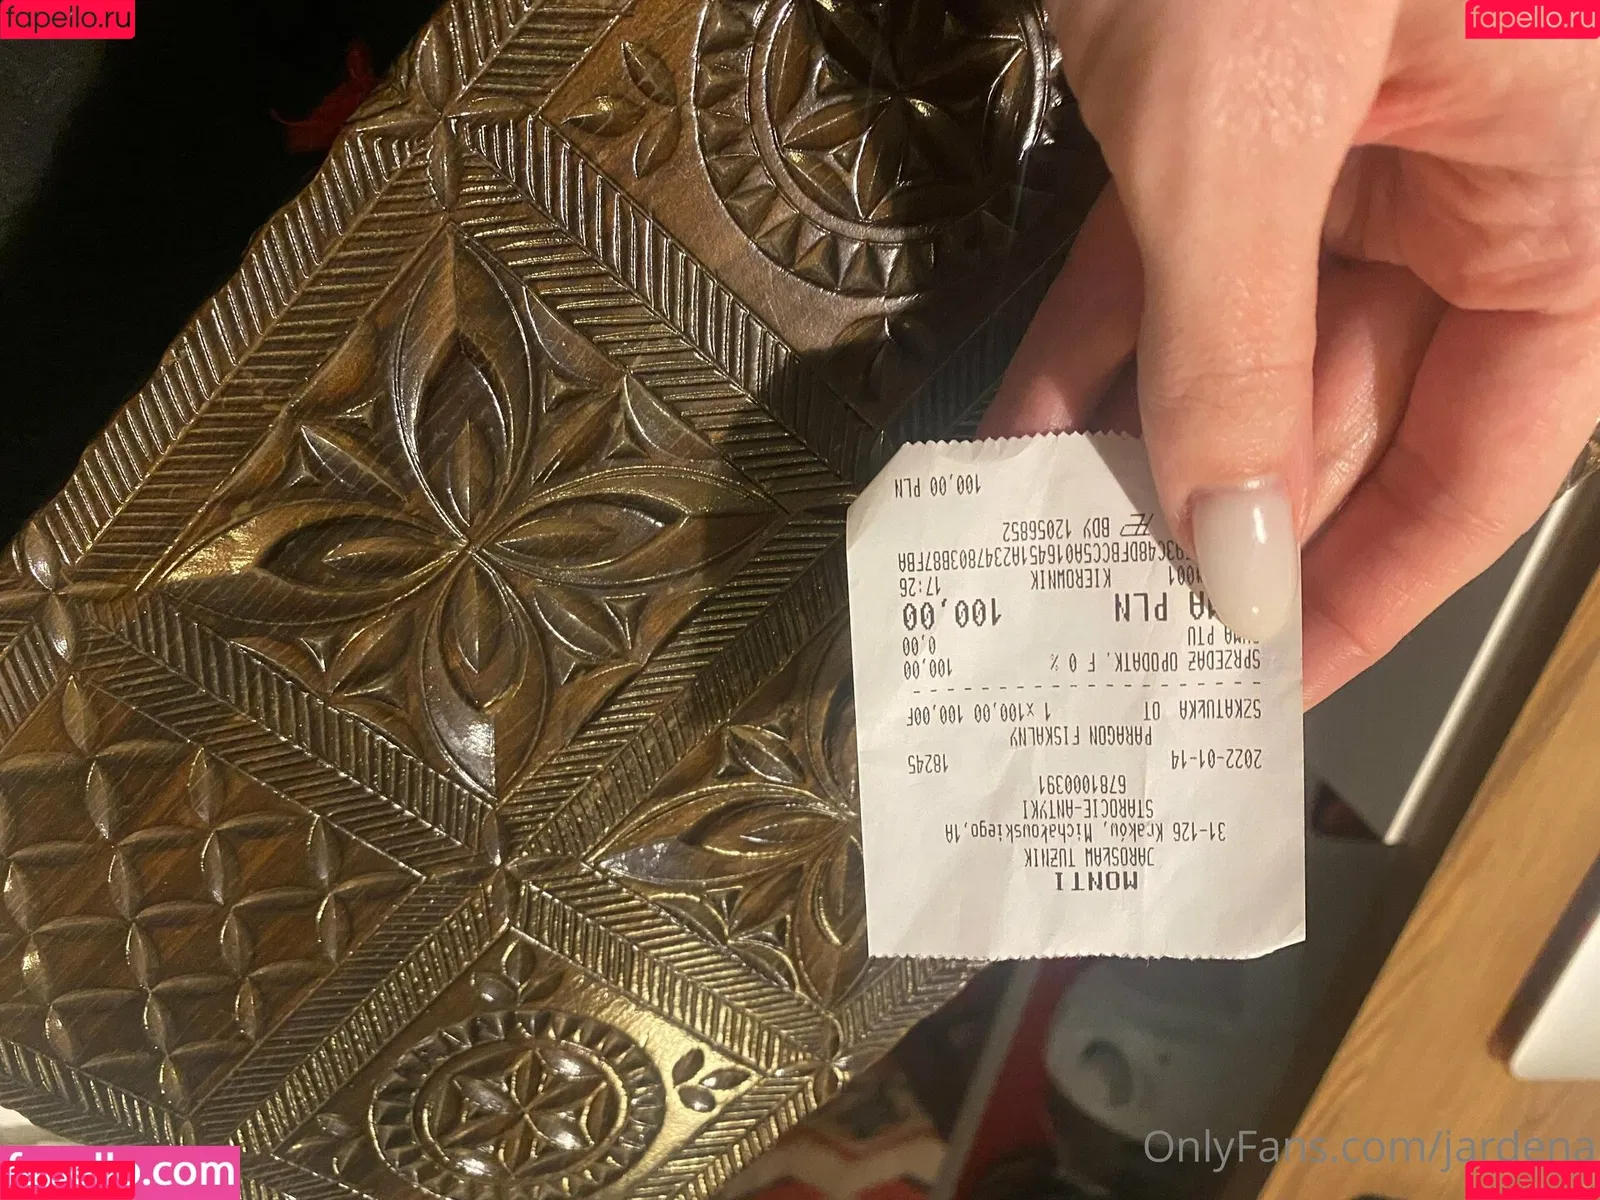 fapello.ru
fapello.ru
MONTI
JAROSŁAW TUŻNIK
31-126 Kraków, Michałowskiego,1A
STAROCIE-ANTYKI
6781000391
2022-01-14 18245
PARAGON FISKALNY
SZKATUŁKA OT 1 x100,00 100,00F
SPRZEDAŻ OPODATK. F 0 % 100,00
PTU 0,00
PLN 100,00
KIEROWNIK 17:26
BDY 12056852
100,00 PLN
OnlyFans.com/jardena
.com
fapello.ru
fapello.ru